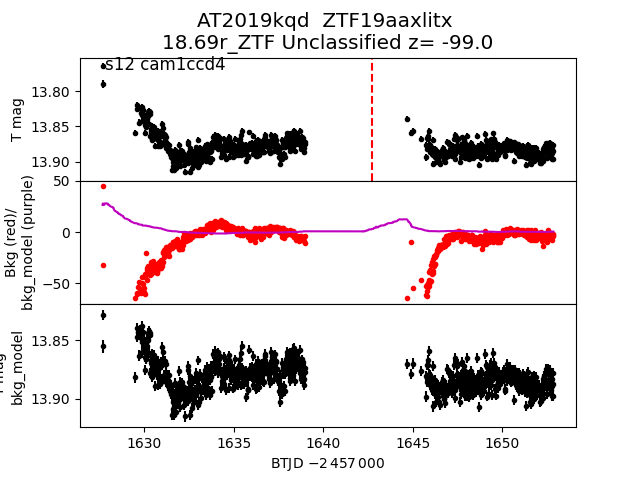 AT2019kqd  ZTF19aaxlitx
18.69r_ZTF Unclassified z= -99.0
s12 cam1ccd4
T mag
13.80
13.85
13.90
Bkg (red)/
bkg_model (purple)
50
0
−50
mag
bkg_model
13.85
13.90
1630
1635
1640
1645
1650
BTJD −2 457 000